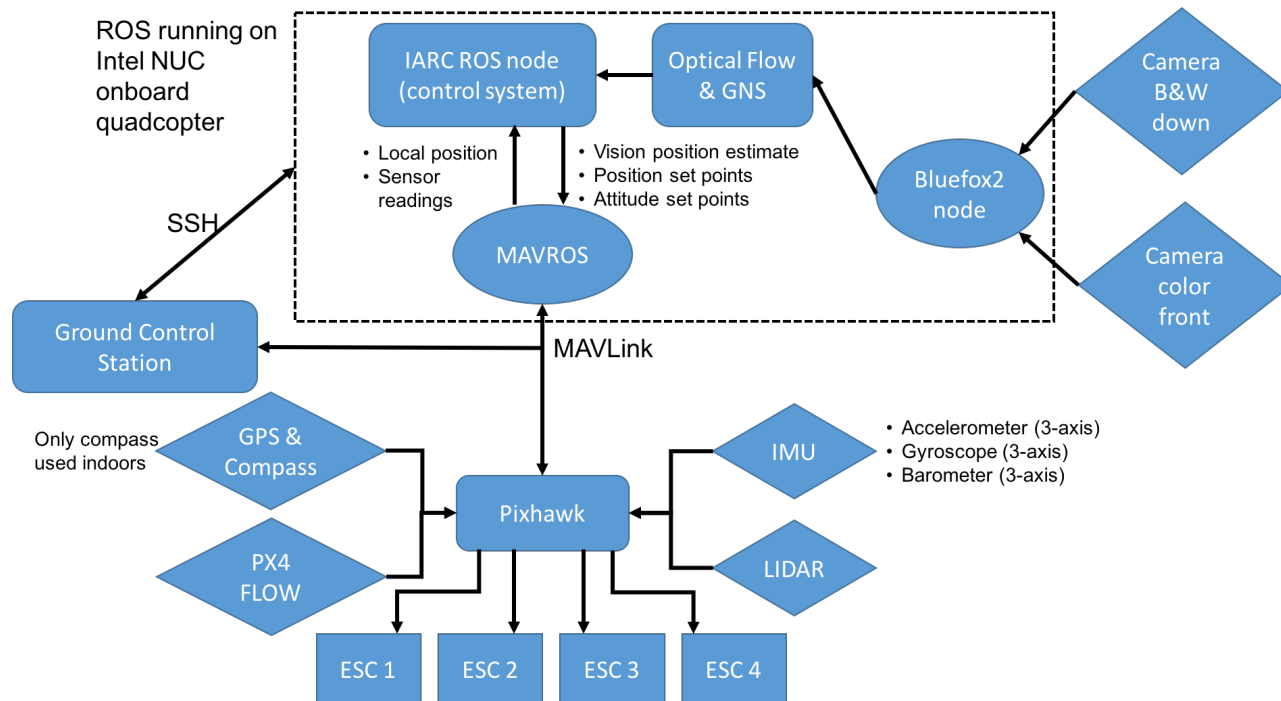 ROS running on
Intel NUC
onboard
quadcopter
IARC ROS node
(control system)
Optical Flow
& GNS
Camera
B&W
down
• Local position
• Sensor
readings
• Vision position estimate
• Position set points
• Attitude set points
Bluefox2
node
SSH
MAVROS
Camera
color
front
Ground Control
Station
MAVLink
Only compass
used indoors
GPS &
Compass
IMU
• Accelerometer (3-axis)
• Gyroscope (3-axis)
• Barometer (3-axis)
Pixhawk
PX4
FLOW
LIDAR
ESC 1
ESC 2
ESC 3
ESC 4